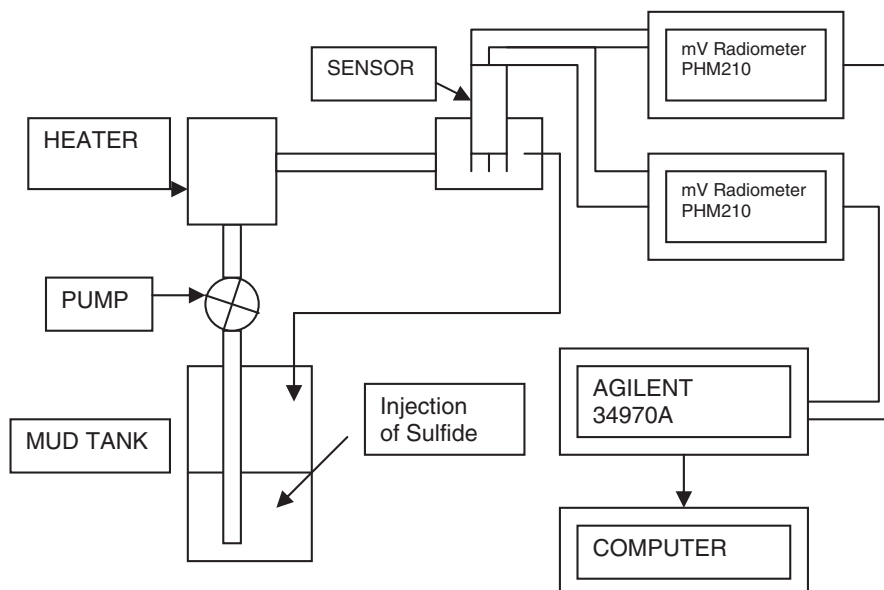 SENSOR
mV Radiometer
PHM210
HEATER
mV Radiometer
PHM210
PUMP
AGILENT
34970A
Injection
of Sulfide
MUD TANK
COMPUTER